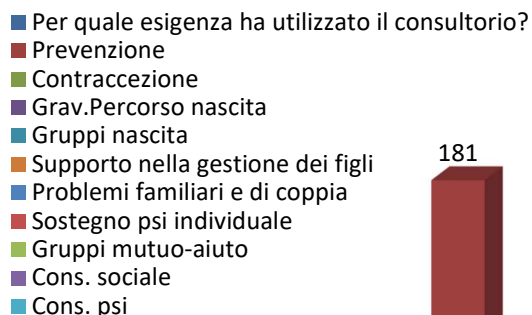 Per quale esigenza ha utilizzato il consultorio?
Prevenzione
Contraccezione
Grav.Percorso nascita
Gruppi nascita
Supporto nella gestione dei figli
Problemi familiari e di coppia
Sostegno psi individuale
Gruppi mutuo-aiuto
Cons. sociale
Cons. psi
181